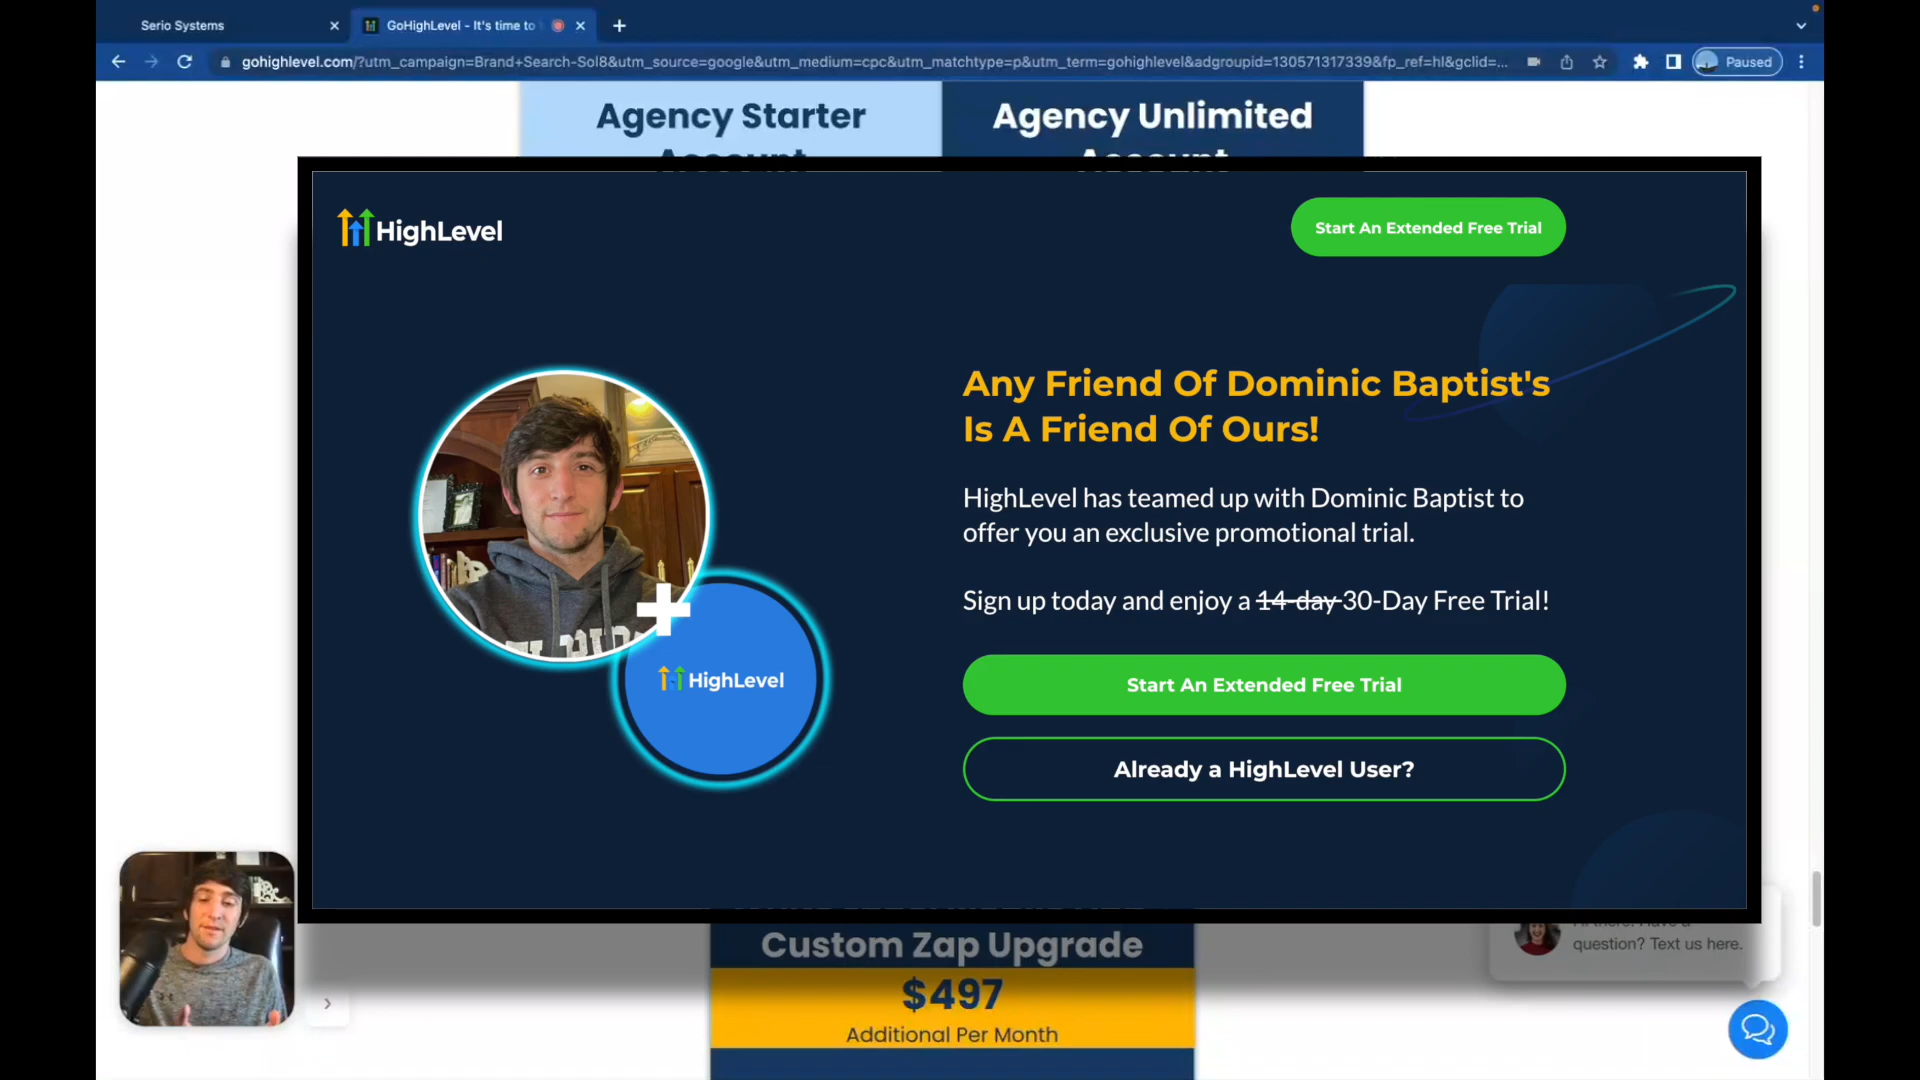 Serio Systems
GoHighLevel - It's time to
gohighlevel.com/?utm_campaign=Brand+Search-Sol8&utm_source=google&utm_medium=cpc&utm_matchtype=p&utm_term=gohighlevel&adgroupid=130571317339&fp_ref=hl&gclid=...
Paused
Agency Starter
Account
Agency Unlimited
Account
HighLevel
Start An Extended Free Trial
Any Friend Of Dominic Baptist's
Is A Friend Of Ours!
HighLevel has teamed up with Dominic Baptist to
offer you an exclusive promotional trial.
Sign up today and enjoy a 14-day 30-Day Free Trial!
Start An Extended Free Trial
Already a HighLevel User?
HighLevel
Custom Zap Upgrade
$497
Additional Per Month
question? Text us here.